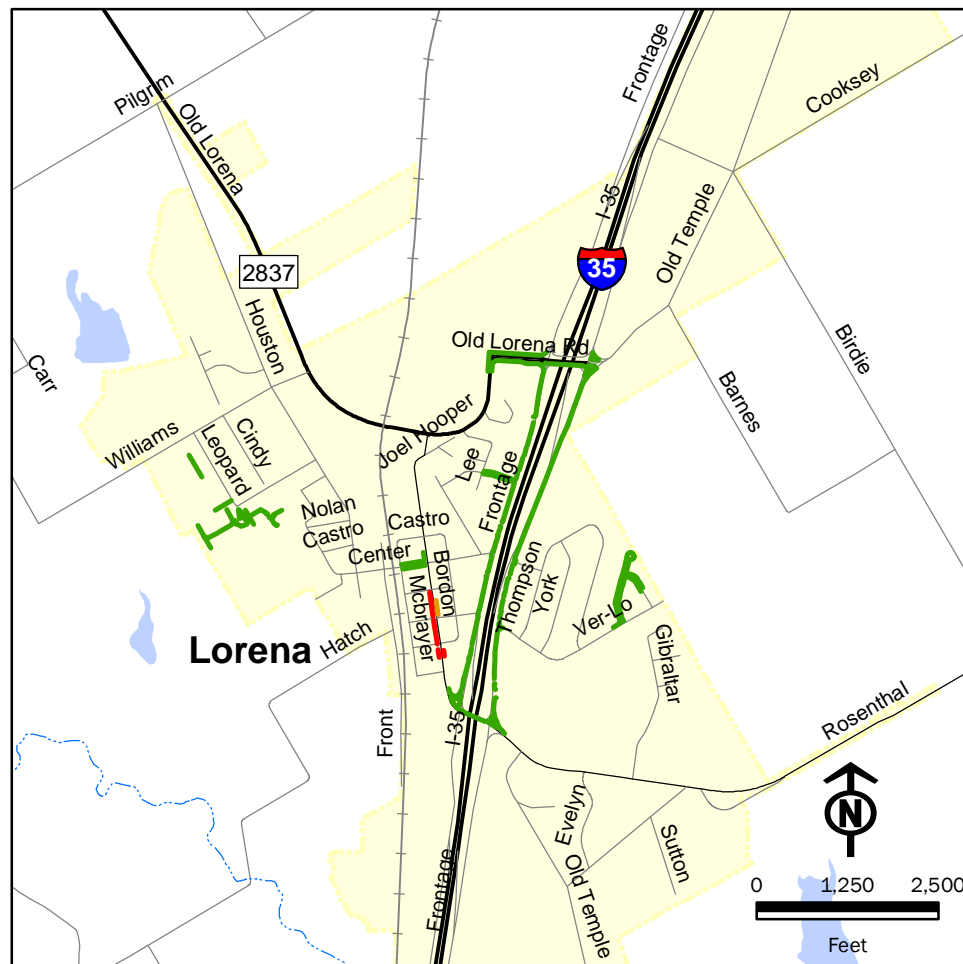 Frontage
Cooksey
Pilgrim
Old Lorena
I-35
Old Temple
35
2837
Houston
Old Lorena Rd
Birdie
Carr
Barnes
Joel Hooper
Williams
Cindy
Leopard
Lee
Frontage
Nolan
Castro
Castro
Center
Bordon
Mcbrayer
Thompson
York
Ver-Lo
Hatch
Lorena
Gibraltar
Front
I-35
Rosenthal
N
Evelyn
Sutton
Frontage
Old Temple
0 1,250 2,500
Feet